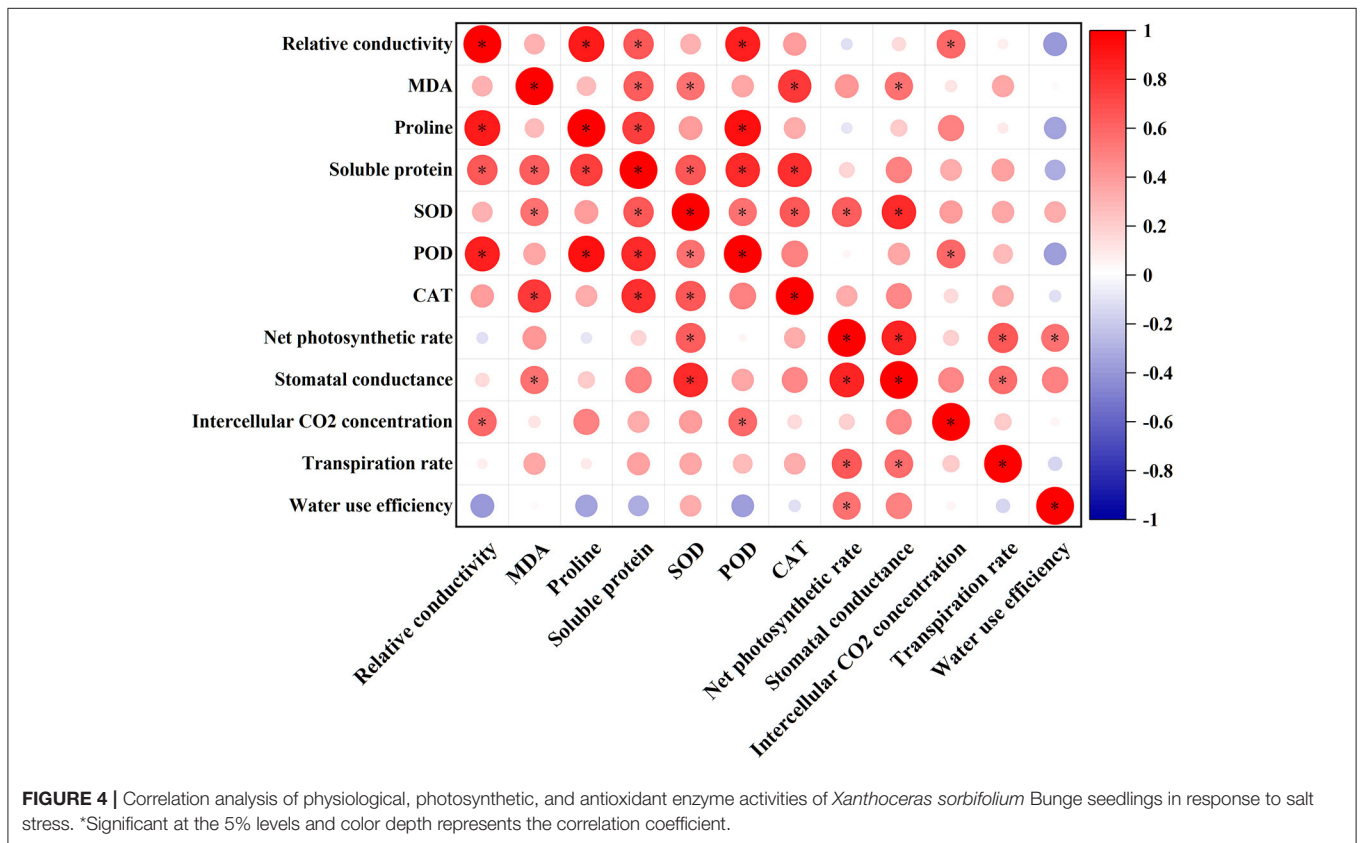 Relative conductivity
MDA
Proline
Soluble protein
SOD
POD
CAT
Net photosynthetic rate
Stomatal conductance
Intercellular CO2 concentration
Transpiration rate
Water use efficiency
* * * * *
* * * * *
* * * *
* * * * * * *
* * * * * * *
* * * * * *
* * * *
* * * * *
* * * * *
* * *
* * *
* *
1
0.8
0.6
0.4
0.2
0
-0.2
-0.4
-0.6
-0.8
-1
Relative conductivity
MDA
Proline
Soluble protein
SOD
POD
CAT
Net photosynthetic rate
Stomatal conductance
Intercellular CO2 concentration
Transpiration rate
Water use efficiency
FIGURE 4 | Correlation analysis of physiological, photosynthetic, and antioxidant enzyme activities of Xanthoceras sorbifolium Bunge seedlings in response to salt
stress. *Significant at the 5% levels and color depth represents the correlation coefficient.